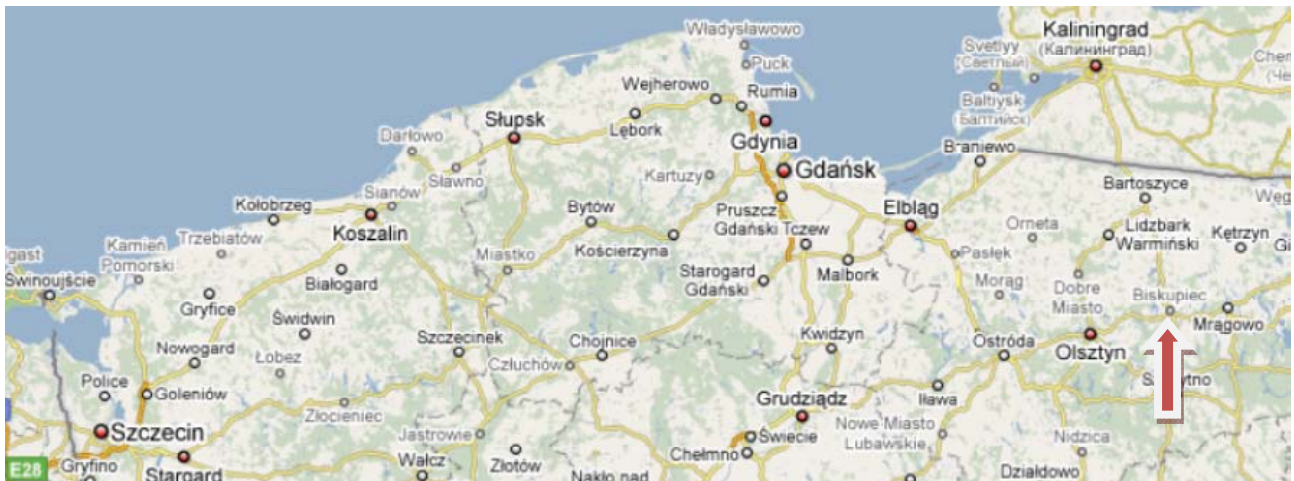 Władysławowo
Puck
Kaliningrad
(Калининград)
Svetlyy
(Светлый)
Wejherowo
Rumia
Baltiysk
(Балтийск)
Słupsk
Lębork
Gdynia
Darłowo
Braniewo
Sławno
Kartuzy
Gdańsk
Bartoszyce
Sianów
Kołobrzeg
Koszalin
Bytów
Pruszcz
Gdański
Tczew
Elbląg
Orneta
Lidzbark
Warmiński
Kętrzyn
Trzebiatów
Kamień
Pomorski
Miastko
Kościerzyna
Pasłęk
Świnoujście
Białogard
Starogard
Gdański
Malbork
Morąg
Dobre
Miasto
Biskupiec
Gryfice
Świdwin
Mrągowo
Szczecinek
Chojnice
Kwidzyn
Ostróda
Olsztyn
Nowogard
Łobez
Człuchów
Police
Goleniów
Złocieniec
Grudziądz
Iława
Szczecin
Jastrowie
Świecie
Nowe Miasto
Lubawskie
Nidzica
E28
Gryfino
Stargard
Wałcz
Złotów
Chełmno
Nakło nad
Działdowo